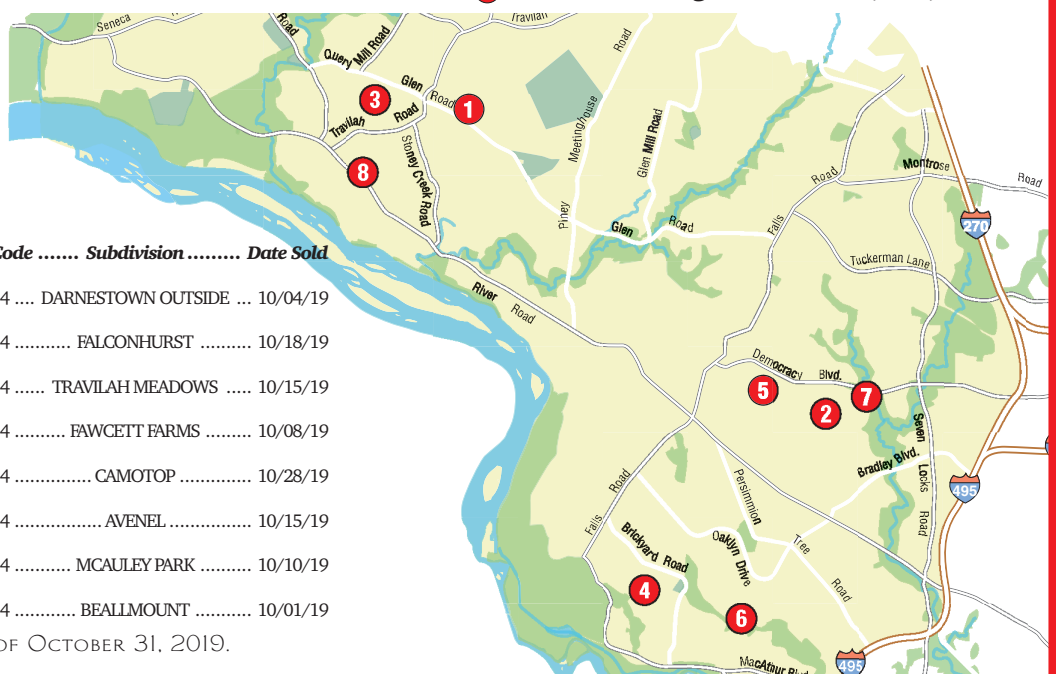 Seneca
Road
Travilah
Query Mill Road
Glen Road
Travilah Road
Stoney Creek Road
Road
Piney Meetinghouse
Glen Mill Road
Glen Road
Falls Road
Montrose Road
270
Tuckerman Lane
River Road
Democracy Blvd.
Seven Locks Road
Bradley Blvd.
495
Persimmion Tree Road
Falls Road
Oaklyn Drive
Brickyard Road
MacArthur Blvd.
495
1
2
3
4
5
6
7
8
Code ....... Subdivision ......... Date Sold
4 .... DARNESTOWN OUTSIDE ... 10/04/19
4 ........... FALCONHURST .......... 10/18/19
4 ...... TRAVILAH MEADOWS ..... 10/15/19
4 .......... FAWCETT FARMS ......... 10/08/19
4 ............... CAMOTOP .............. 10/28/19
4 ................. AVENEL ................ 10/15/19
4 ............ MCAULEY PARK .......... 10/10/19
4 ............ BEALLMOUNT .......... 10/01/19
OF OCTOBER 31, 2019.